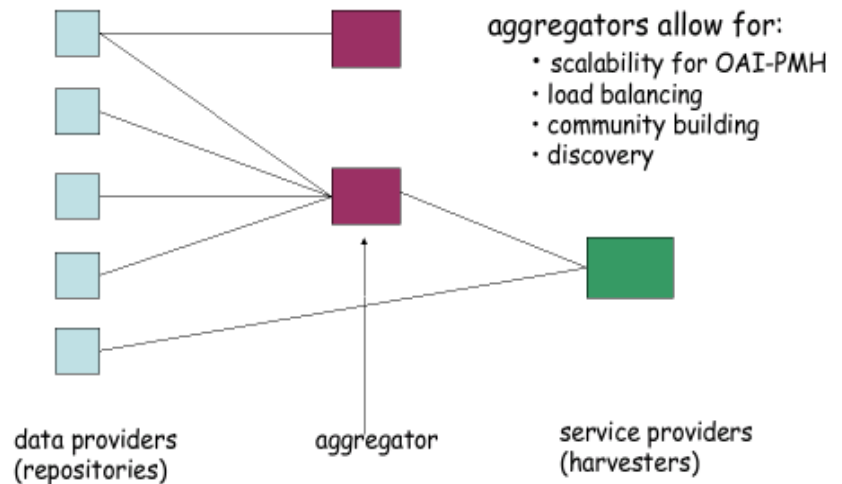 aggregators allow for:
• scalability for OAI-PMH
• load balancing
• community building
• discovery
data providers
(repositories)
aggregator
service providers
(harvesters)